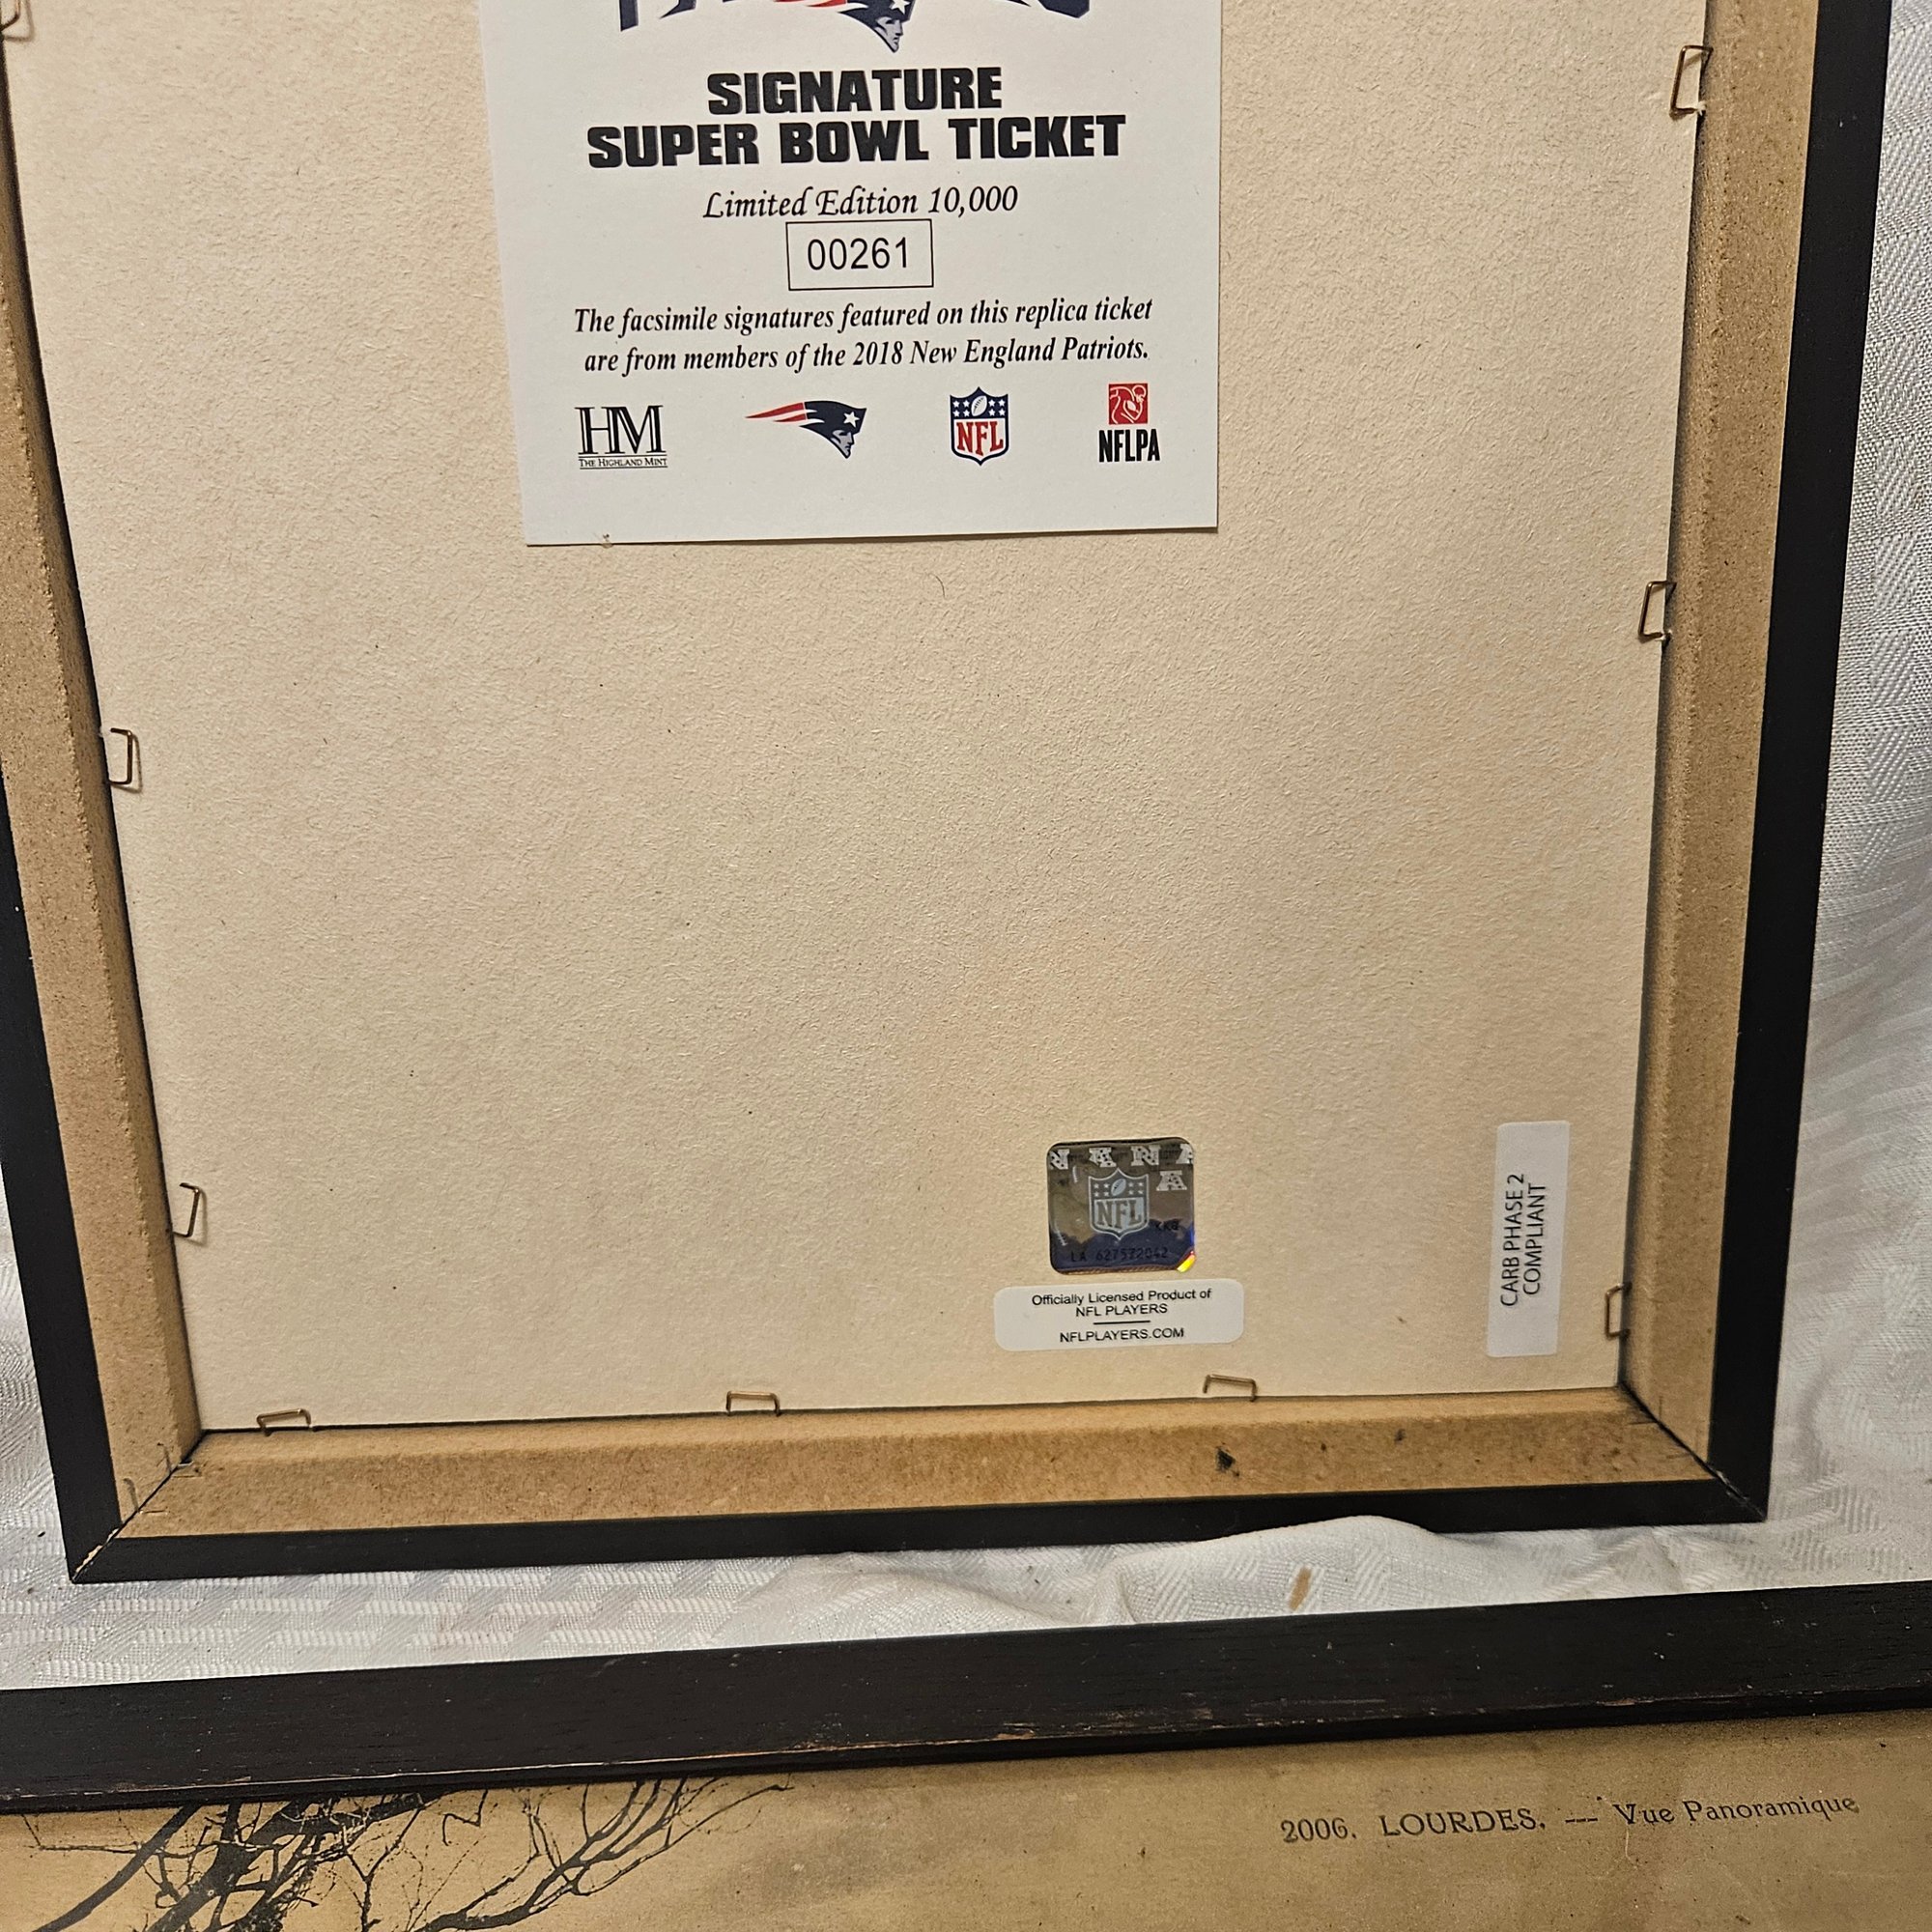 SIGNATURE
SUPER BOWL TICKET
Limited Edition 10,000
00261
The facsimile signatures featured on this replica ticket
are from members of the 2018 New England Patriots.
HM
THE HIGHLAND MINT
NFL
NFLPA
NFL
LA 627532042
Officially Licensed Product of
NFL PLAYERS
NFLPLAYERS.COM
CARB PHASE 2
COMPLIANT
2006. LOURDES. --- Vue Panoramique